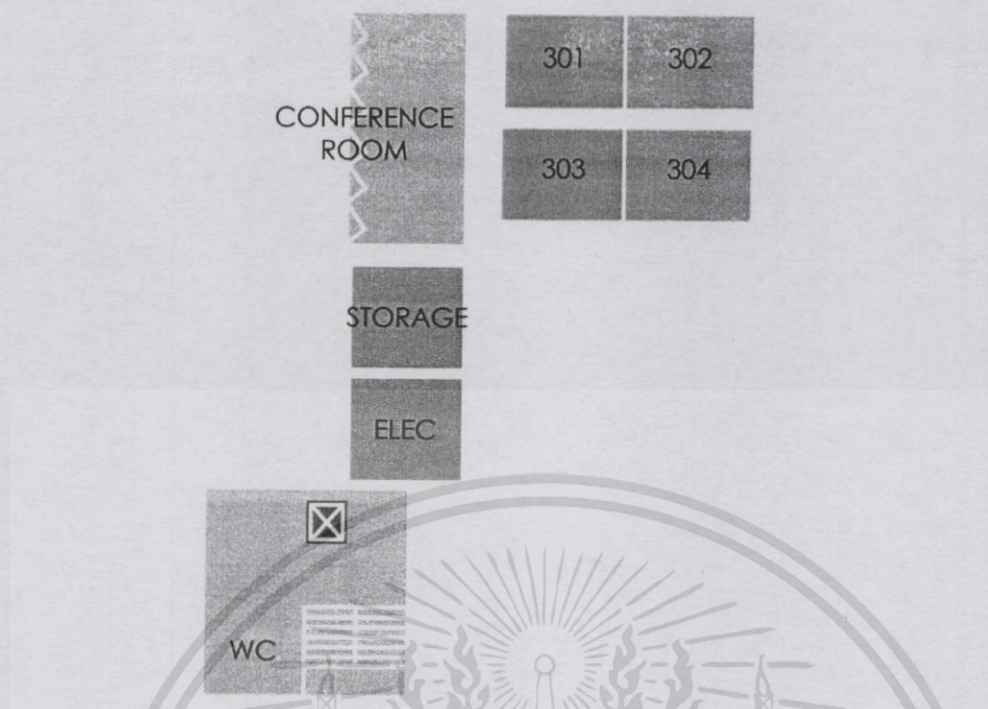 301
302
CONFERENCE
ROOM
303
304
STORAGE
ELEC
WC